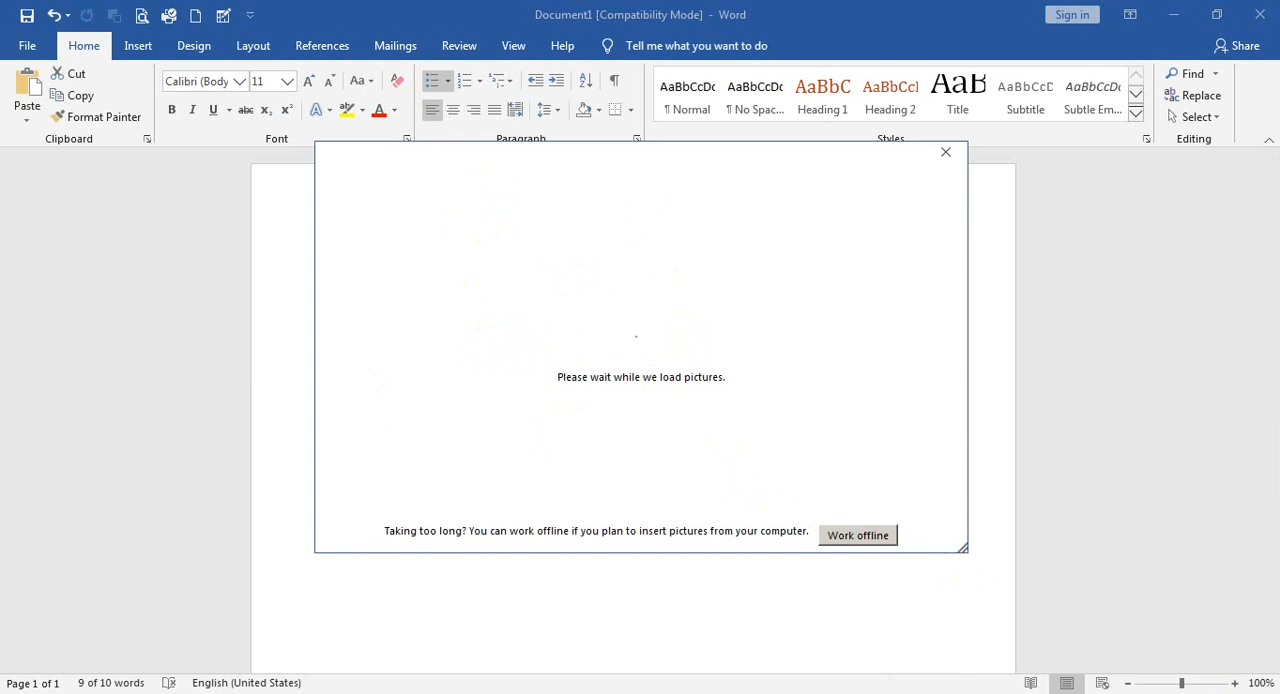 Document1 [Compatibility Mode] - Word
Sign in
File Home Insert Design Layout References Mailings Review View Help Tell me what you want to do Share
Paste
Cut
Copy
Format Painter
Clipboard
Calibri (Body 11
Aa
B I U abc x₂ x² A A
Font
Paragraph
AaBbCcDc AaBbCcDc AaBbC AaBbCcI AaB AaBbCcD AaBbCcDc
¶ Normal ¶ No Spac... Heading 1 Heading 2 Title Subtitle Subtle Em...
Styles
Find
Replace
Select
Editing
Please wait while we load pictures.
Taking too long? You can work offline if you plan to insert pictures from your computer. Work offline
Page 1 of 1 9 of 10 words English (United States) 100%